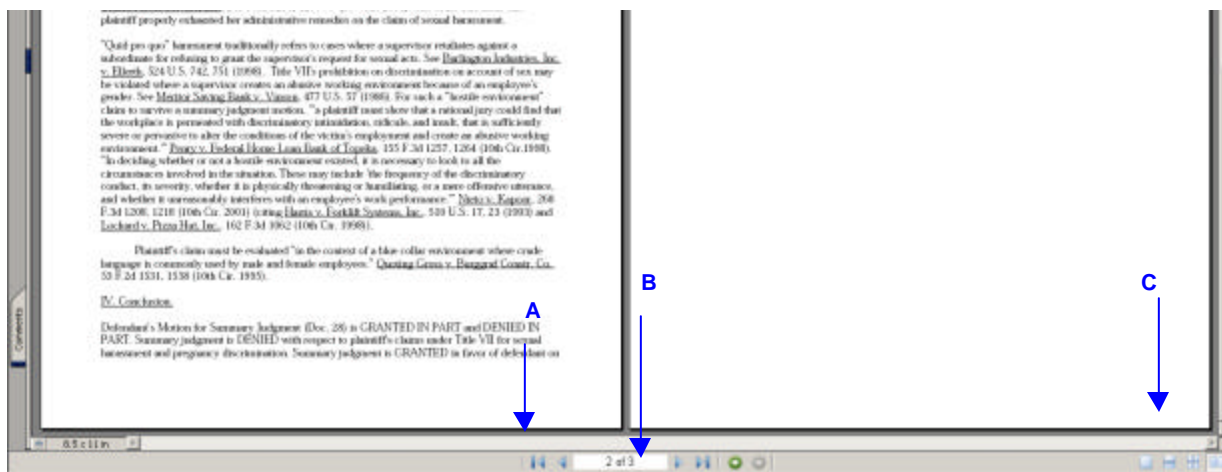 plaintiff properly exhausted her administrative remedies on the claim of sexual harassment.
"Quid pro quo" harassment traditionally refers to cases where a supervisor retaliates against a
subordinate for refusing to grant the supervisor's request for sexual acts. See Burlington Industries, Inc.
v. Ellerth, 524 U.S. 742, 751 (1998). Title VII's prohibition on discrimination on account of sex may
be violated where a supervisor creates an abusive working environment because of an employee's
gender. See Meritor Saving Bank v. Vinson, 477 U.S. 57 (1986). For such a "hostile environment"
claim to survive a summary judgment motion, "a plaintiff must show that a rational jury could find that
the workplace is permeated with discriminatory intimidation, ridicule, and insult, that is sufficiently
severe or pervasive to alter the conditions of the victim's employment and create an abusive working
environment." Penry v. Federal Home Loan Bank of Topeka, 155 F.3d 1257, 1264 (10th Cir.1998).
"In deciding whether or not a hostile environment existed, it is necessary to look to all the
circumstances involved in the situation. These may include 'the frequency of the discriminatory
conduct, its severity, whether it is physically threatening or humiliating, or a mere offensive utterance,
and whether it unreasonably interferes with an employee's work performance.'" Nieto v. Kapoor, 268
F.3d 1208, 1218 (10th Cir. 2001) (citing Harris v. Forklift Systems, Inc., 510 U.S. 17, 23 (1993) and
Lockard v. Pizza Hut, Inc., 162 F.3d 1062 (10th Cir. 1998)).
Plaintiff's claim must be evaluated "in the context of a blue collar environment where crude
language is commonly used by male and female employees." Quoting Gross v. Burggraf Constr. Co.
53 F.2d 1531, 1538 (10th Cir. 1995).
IV. Conclusion.
Defendant's Motion for Summary Judgment (Doc. 28) is GRANTED IN PART and DENIED IN
PART. Summary judgment is DENIED with respect to plaintiff's claims under Title VII for sexual
harassment and pregnancy discrimination. Summary judgment is GRANTED in favor of defendant on
A
B
C
Comments
8.5 x 11 in
2 of 3